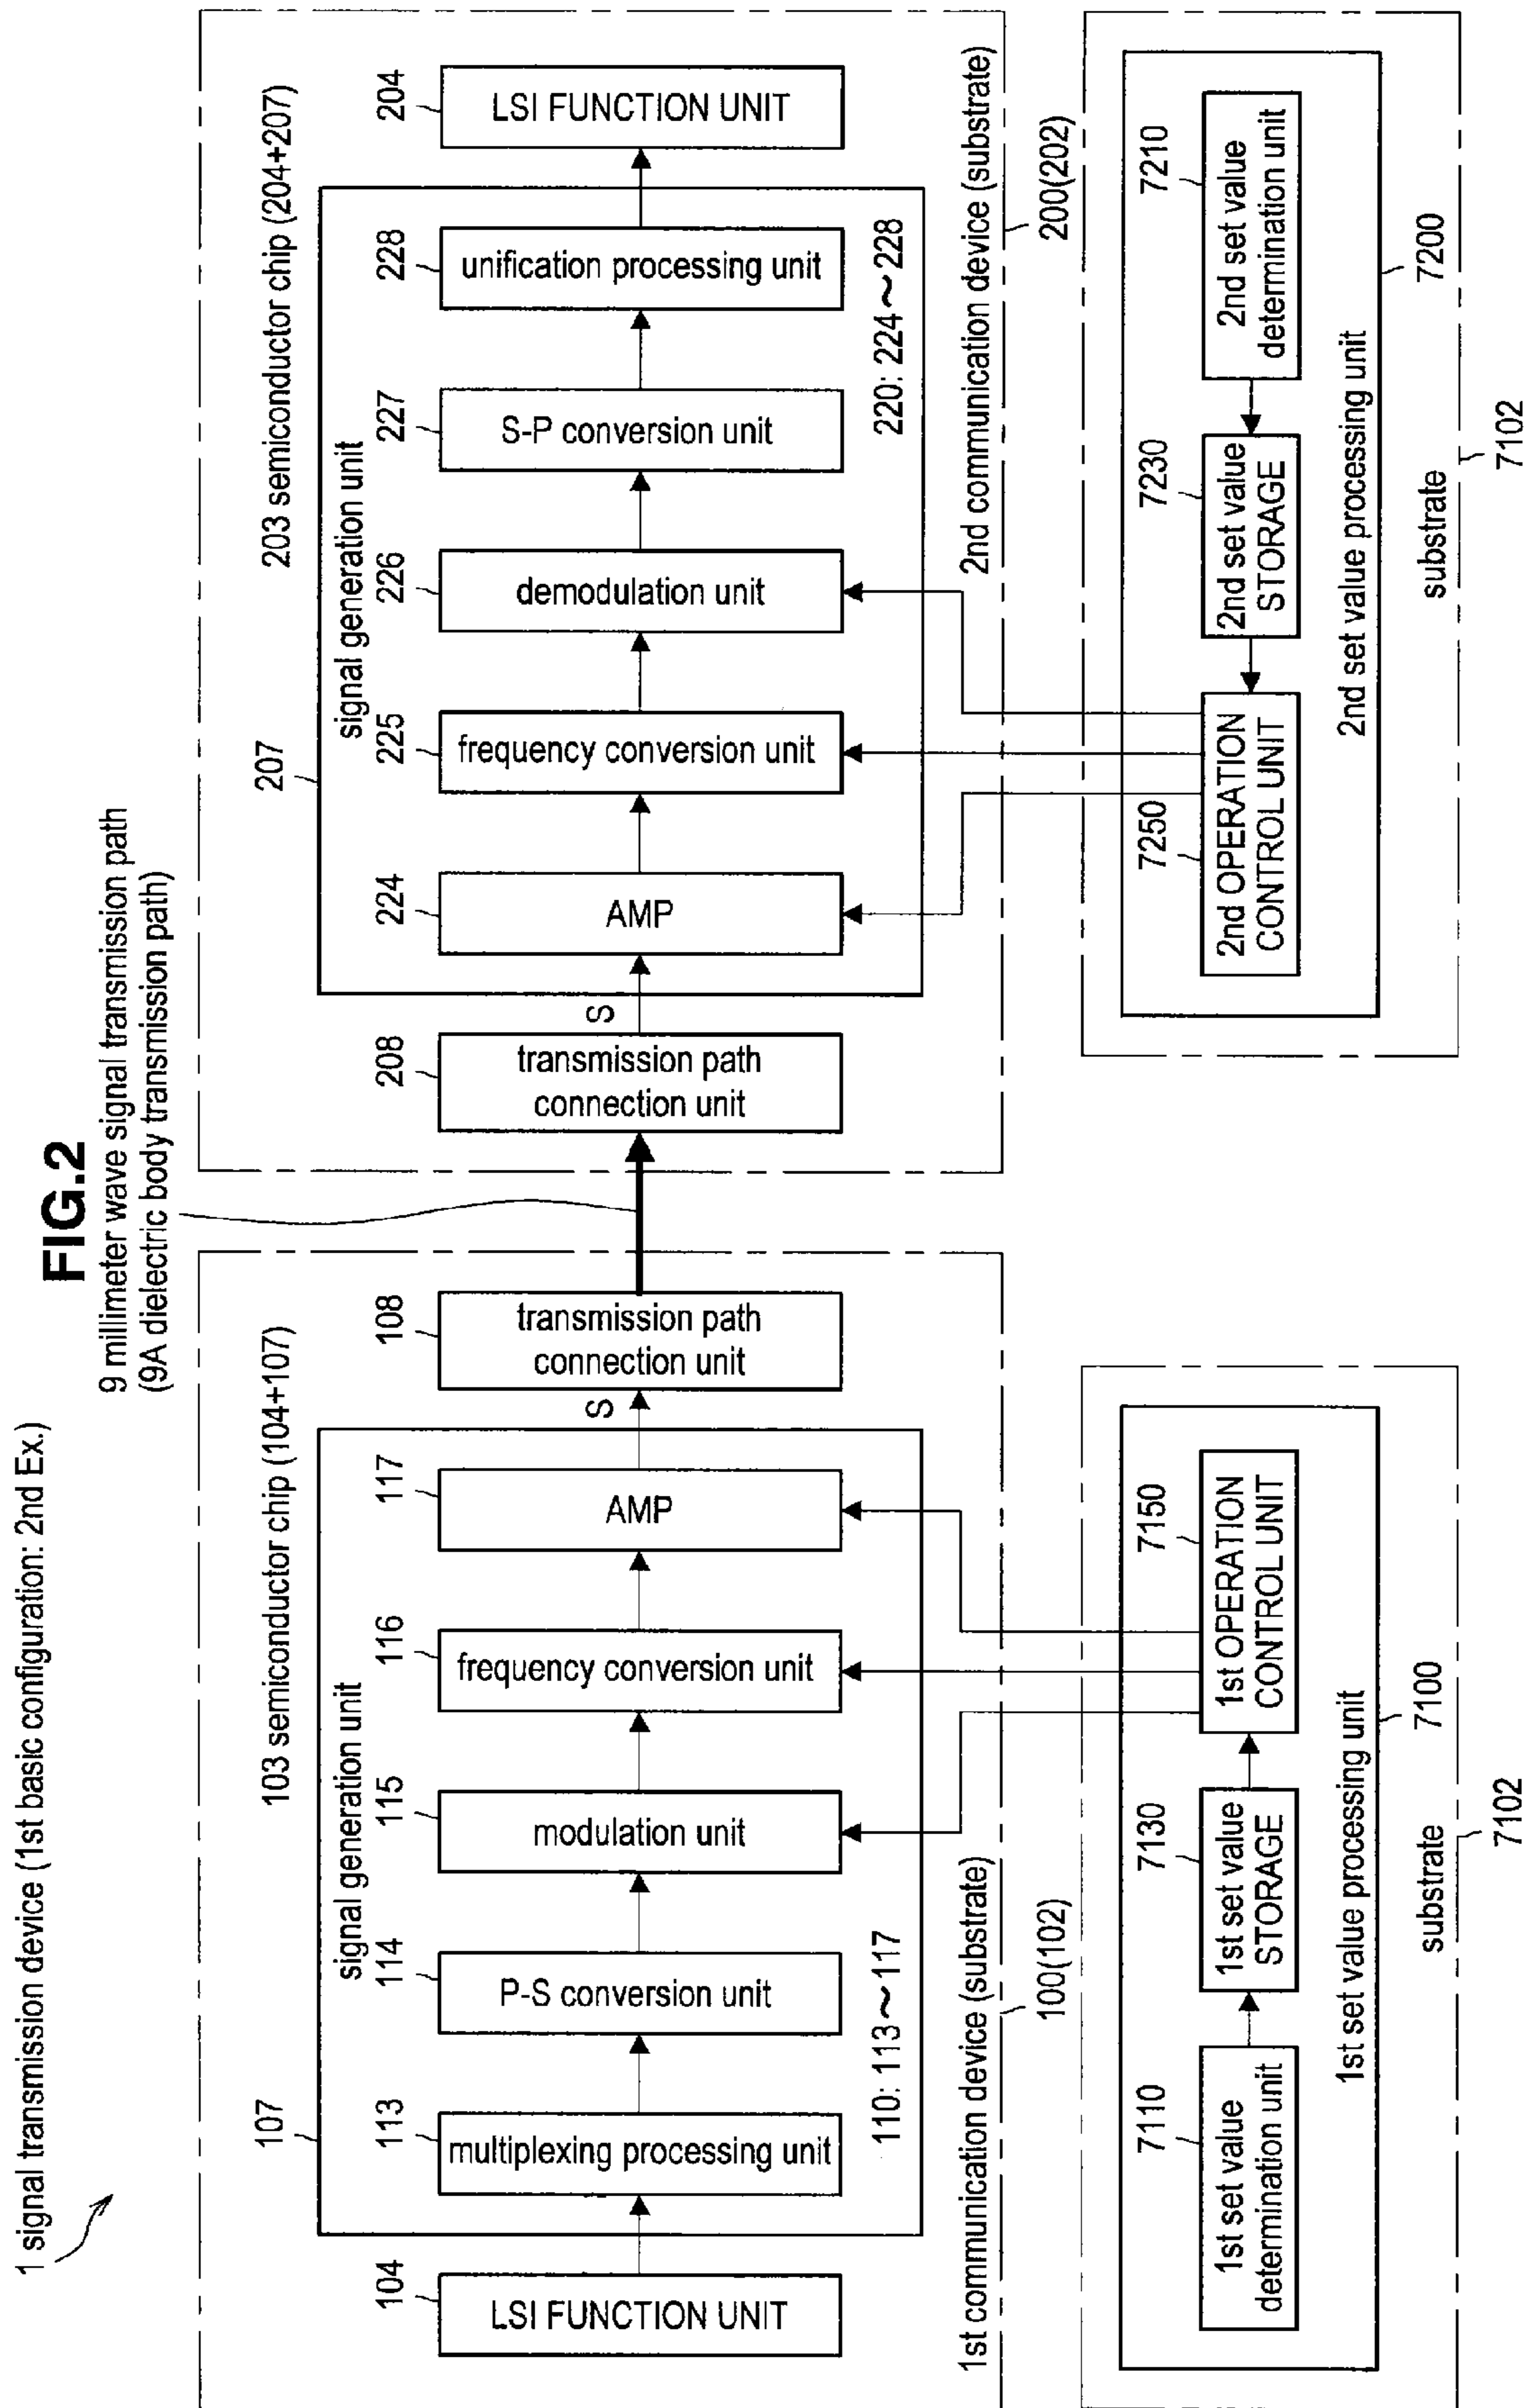 FIG.2
1 signal transmission device (1st basic configuration: 2nd Ex.)
9 millimeter wave signal transmission path
(9A dielectric body transmission path)
103 semiconductor chip (104+107)
107
signal generation unit
104
LSI FUNCTION UNIT
113
multiplexing processing unit
114
P-S conversion unit
115
modulation unit
116
frequency conversion unit
117
AMP
S
108
transmission path
connection unit
110: 113~117
1st communication device (substrate)
100(102)
7110
1st set value
determination unit
7130
1st set value
STORAGE
7150
1st OPERATION
CONTROL UNIT
1st set value processing unit
7100
substrate
7102
203 semiconductor chip (204+207)
207
signal generation unit
208
transmission path
connection unit
S
224
AMP
225
frequency conversion unit
226
demodulation unit
227
S-P conversion unit
228
unification processing unit
204
LSI FUNCTION UNIT
220: 224~228
2nd communication device (substrate)
200(202)
7250
2nd OPERATION
CONTROL UNIT
7230
2nd set value
STORAGE
7210
2nd set value
determination unit
2nd set value processing unit
7200
substrate
7102